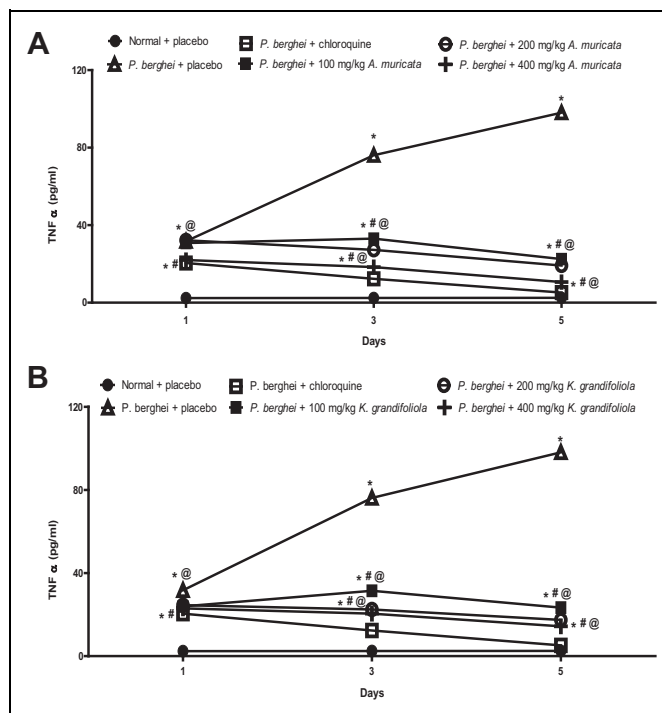 A
Normal + placebo
P. berghei + chloroquine
P. berghei + 200 mg/kg A. muricata
P. berghei + placebo
P. berghei + 100 mg/kg A. muricata
P. berghei + 400 mg/kg A. muricata
120
80
40
0
TNF α (pg/ml)
* @
* #
*
* # @
* # @
*
* # @
* # @
1
3
5
Days
B
Normal + placebo
P. berghei + chloroquine
P. berghei + 200 mg/kg K. grandifoliola
P. berghei + placebo
P. berghei + 100 mg/kg K. grandifoliola
P. berghei + 400 mg/kg K. grandifoliola
120
80
40
0
TNF α (pg/ml)
* @
* #
*
* # @
* # @
*
* # @
* # @
1
3
5
Days